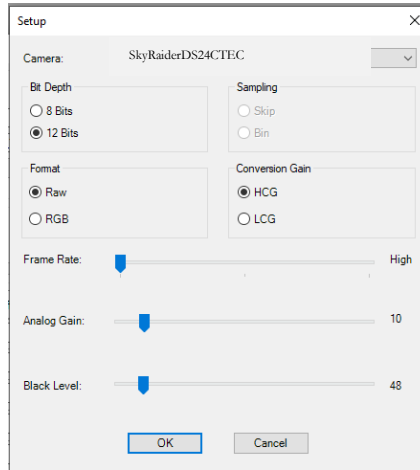 Setup
Camera: SkyRaiderDS24CTEC
Bit Depth
8 Bits
12 Bits
Sampling
Skip
Bin
Format
Raw
RGB
Conversion Gain
HCG
LCG
Frame Rate: High
Analog Gain: 10
Black Level: 48
OK Cancel